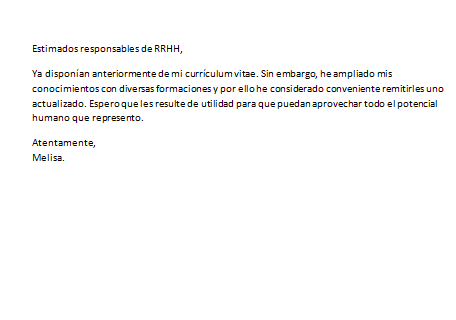 Estimados responsables de RRHH,
Ya disponían anteriormente de mi currículum vitae. Sin embargo, he ampliado mis
conocimientos con diversas formaciones y por ello he considerado conveniente remitirles uno
actualizado. Espero que les resulte de utilidad para que puedan aprovechar todo el potencial
humano que represento.
Atentamente,
Melisa.